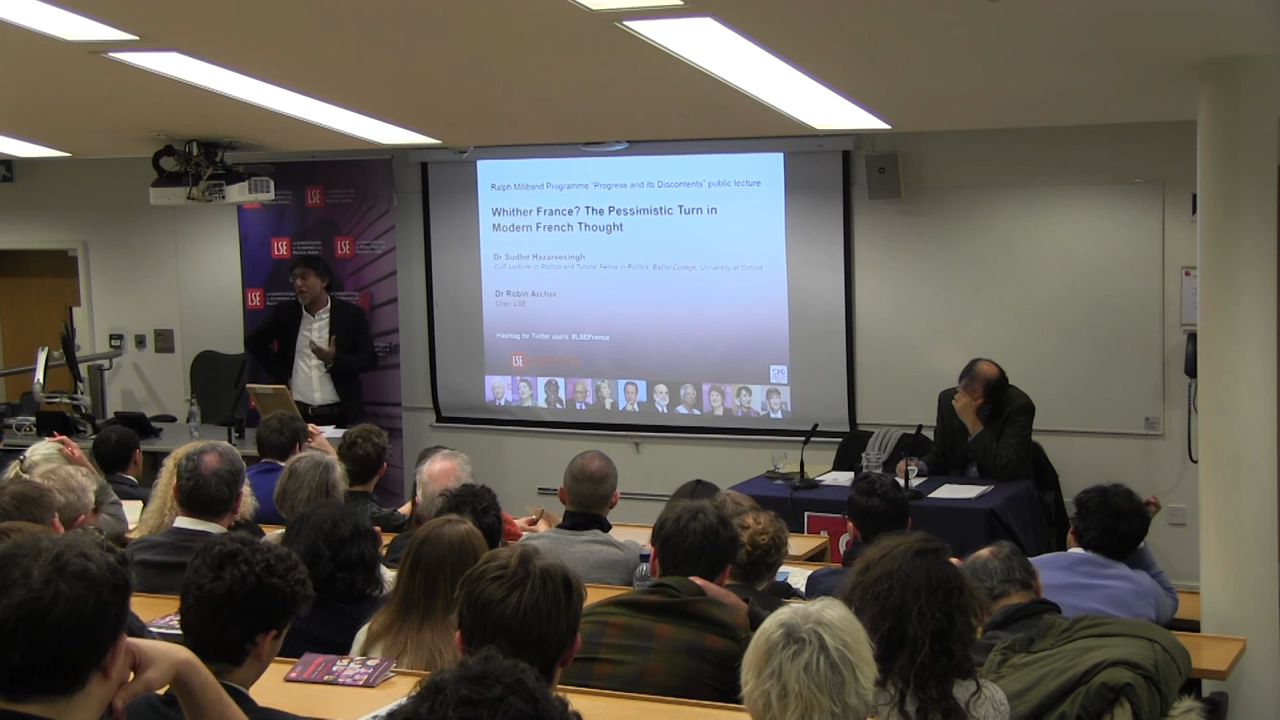 Ralph Miliband Programme "Progress and its Discontents" public lecture
Whither France? The Pessimistic Turn in
Modern French Thought
Dr Sudhir Hazareesingh
CUF Lecturer in Politics and Tutorial Fellow in Politics, Balliol College, University of Oxford
Dr Robin Archer
Chair, LSE
Hashtag for Twitter users: #LSEFrance
LSE
LSE
LSE
LSE
LSE